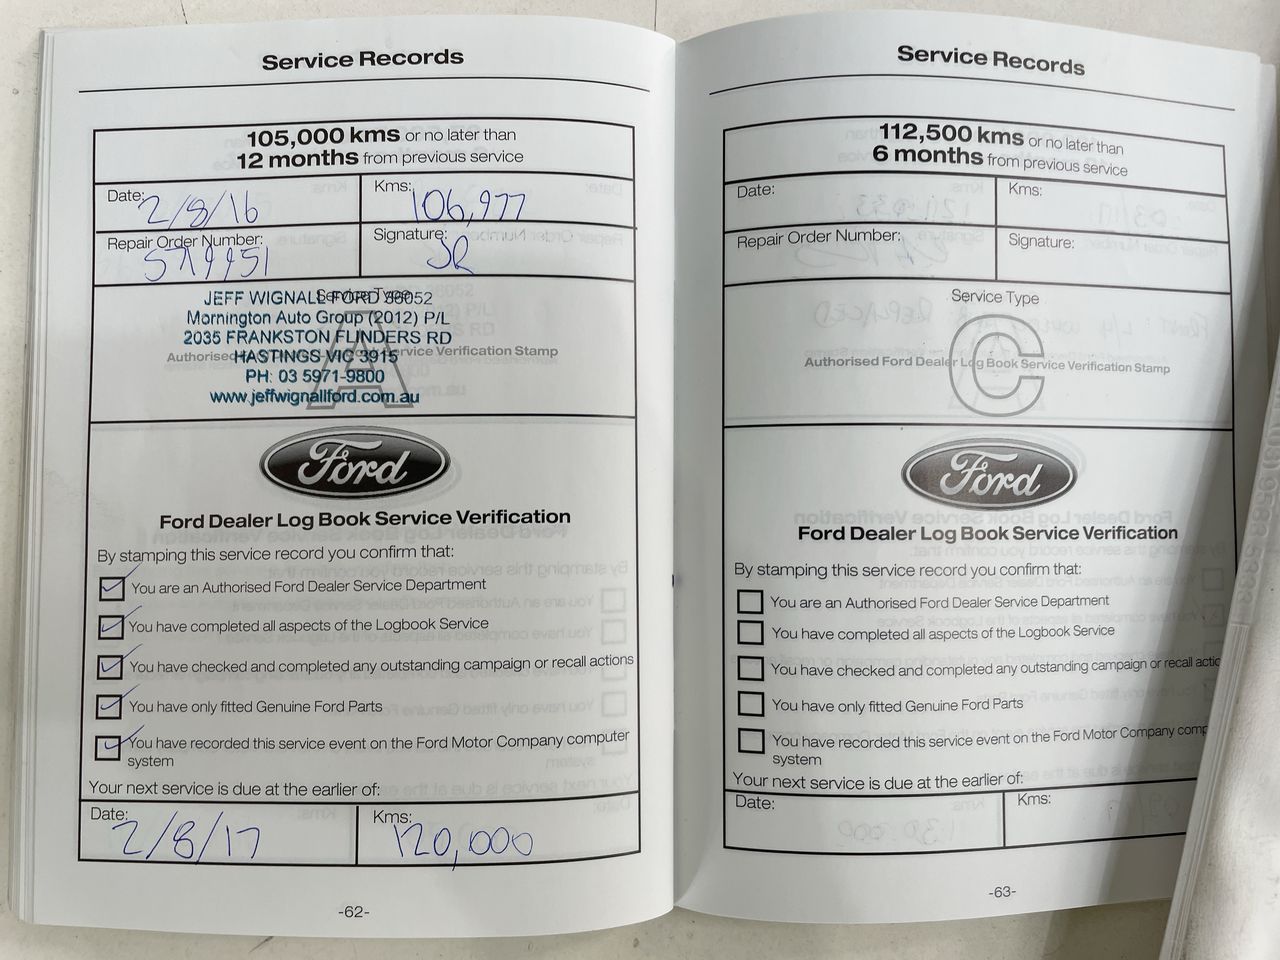 Service Records
105,000 kms or no later than
12 months from previous service
Date: 2/8/16
Kms: 106,977
Repair Order Number:
Signature: JR
Service Type
A
Authorised Ford Dealer Log Book Service Verification Stamp
JEFF WIGNALL FORD 36052
Mornington Auto Group (2012) P/L
2035 FRANKSTON FLINDERS RD
HASTINGS VIC 3915
PH: 03 5971-9800
www.jeffwignallford.com.au
Ford
Ford Dealer Log Book Service Verification
By stamping this service record you confirm that:
You are an Authorised Ford Dealer Service Department
You have completed all aspects of the Logbook Service
You have checked and completed any outstanding campaign or recall actions
You have only fitted Genuine Ford Parts
You have recorded this service event on the Ford Motor Company computer
system
Your next service is due at the earlier of:
Date: 2/8/17
Kms: 120,000
-62-
Service Records
112,500 kms or no later than
6 months from previous service
Date:
Kms:
Repair Order Number:
Signature:
Service Type
C
Authorised Ford Dealer Log Book Service Verification Stamp
Ford
Ford Dealer Log Book Service Verification
By stamping this service record you confirm that:
You are an Authorised Ford Dealer Service Department
You have completed all aspects of the Logbook Service
You have checked and completed any outstanding campaign or recall actio
You have only fitted Genuine Ford Parts
You have recorded this service event on the Ford Motor Company comp
system
Your next service is due at the earlier of:
Date:
Kms:
-63-